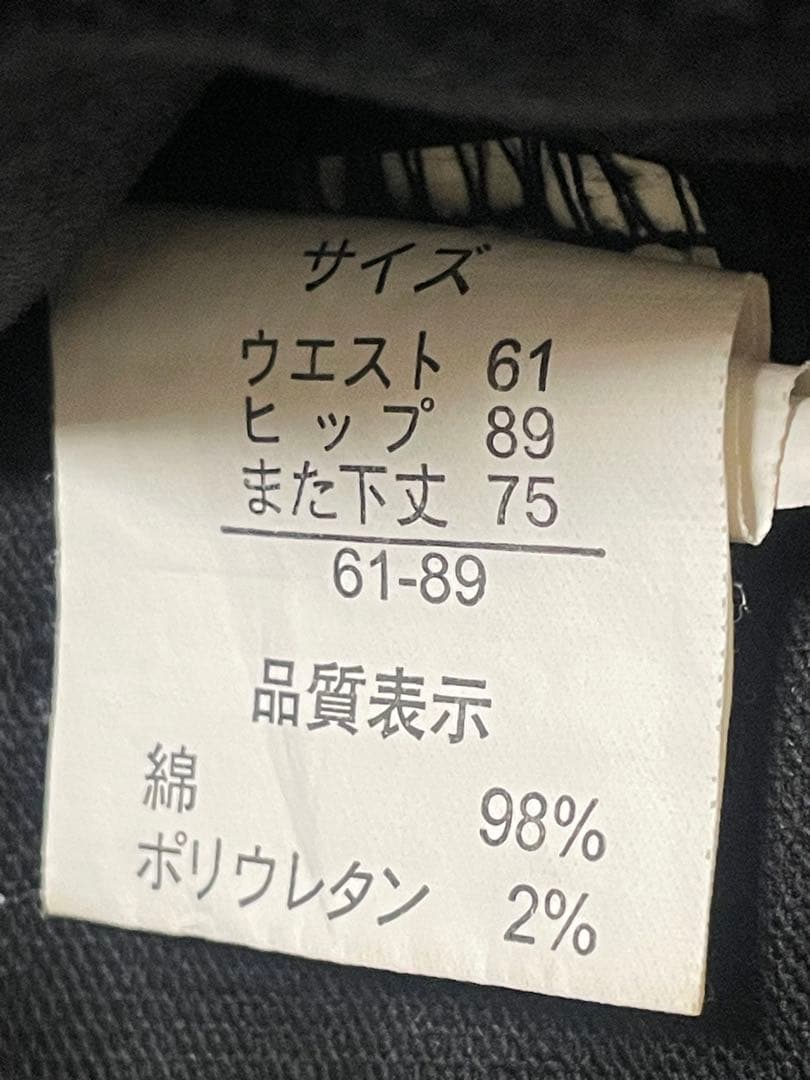 サイズ
ウエスト 61
ヒップ 89
また下丈 75
61-89
品質表示
綿 98%
ポリウレタン 2%